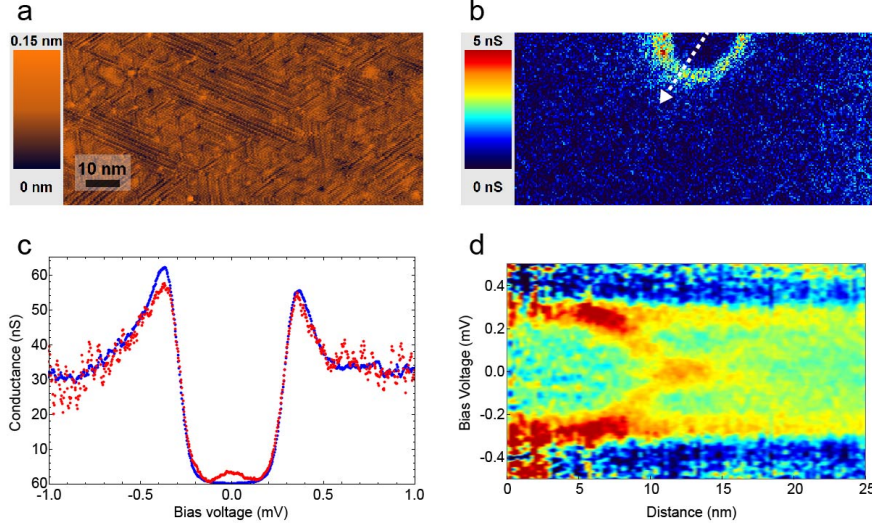 a
0.15 nm
0 nm
10 nm
b
5 nS
0 nS
c
60
50
40
30
20
10
60
Conductance (nS)
-1.0 -0.5 0.0 0.5 1.0
Bias voltage (mV)
d
0.4
0.2
0.0
-0.2
-0.4
Bias Voltage (mV)
0 5 10 15 20 25
Distance (nm)